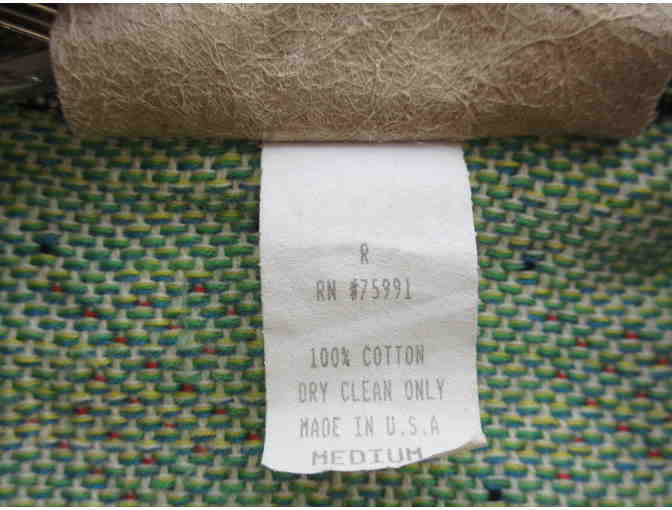 R
RN #75991
100% COTTON
DRY CLEAN ONLY
MADE IN U.S.A
MEDIUM